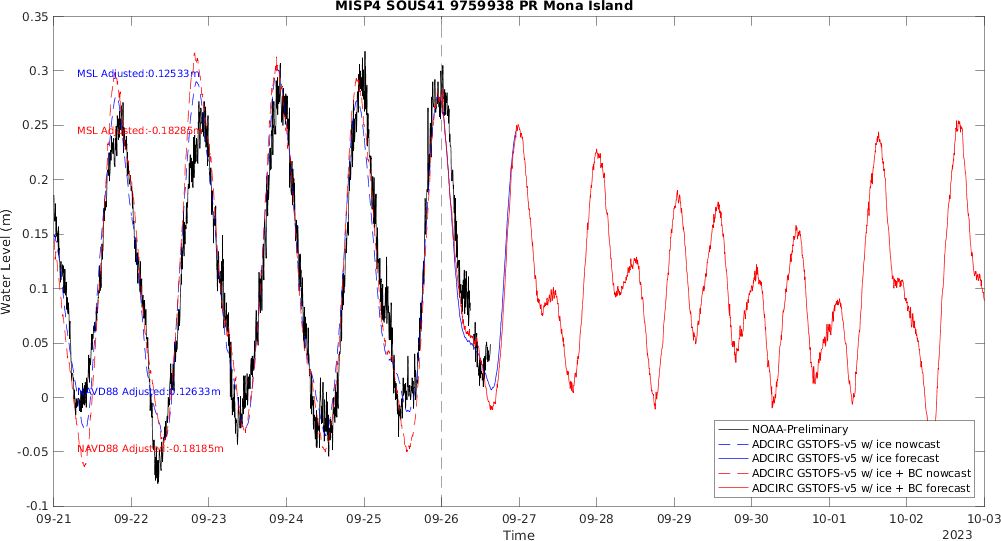 MISP4 SOUS41 9759938 PR Mona Island
0.35
0.3
0.25
0.2
0.15
0.1
0.05
0
-0.05
-0.1
Water Level (m)
MSL Adjusted:0.12533m
MSL Adjusted:-0.18285m
NAVD88 Adjusted:0.12633m
NAVD88 Adjusted:-0.18185m
NOAA-Preliminary
ADCIRC GSTOFS-v5 w/ ice nowcast
ADCIRC GSTOFS-v5 w/ ice forecast
ADCIRC GSTOFS-v5 w/ ice + BC nowcast
ADCIRC GSTOFS-v5 w/ ice + BC forecast
09-21 09-22 09-23 09-24 09-25 09-26 09-27 09-28 09-29 09-30 10-01 10-02 10-03
Time
2023